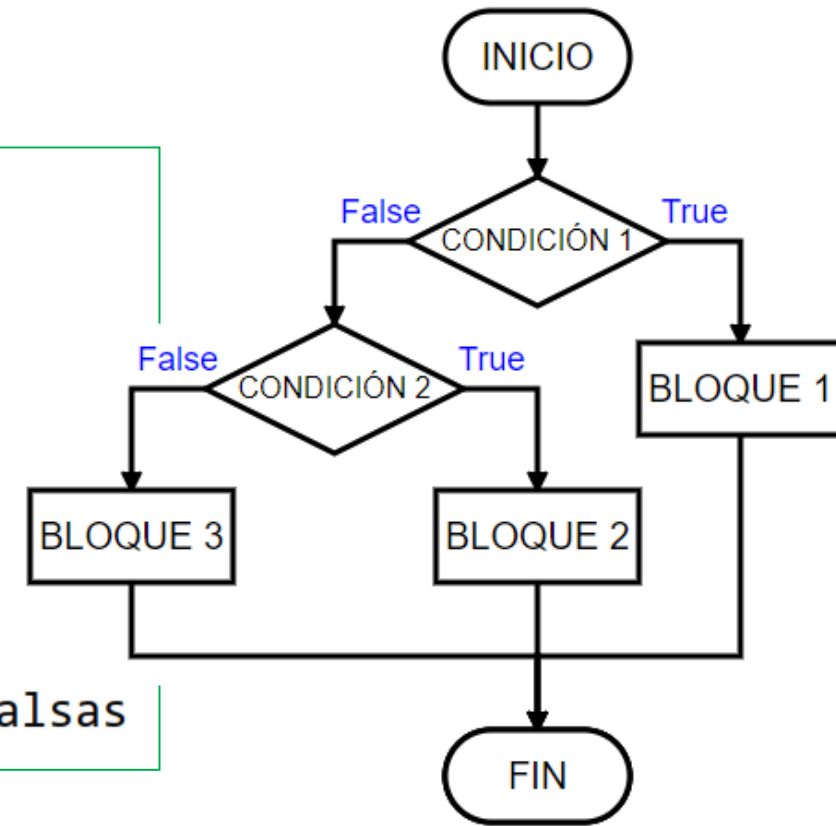 INICIO
False
True
CONDICIÓN 1
False
True
CONDICIÓN 2
BLOQUE 1
BLOQUE 3
BLOQUE 2
alsas
FIN